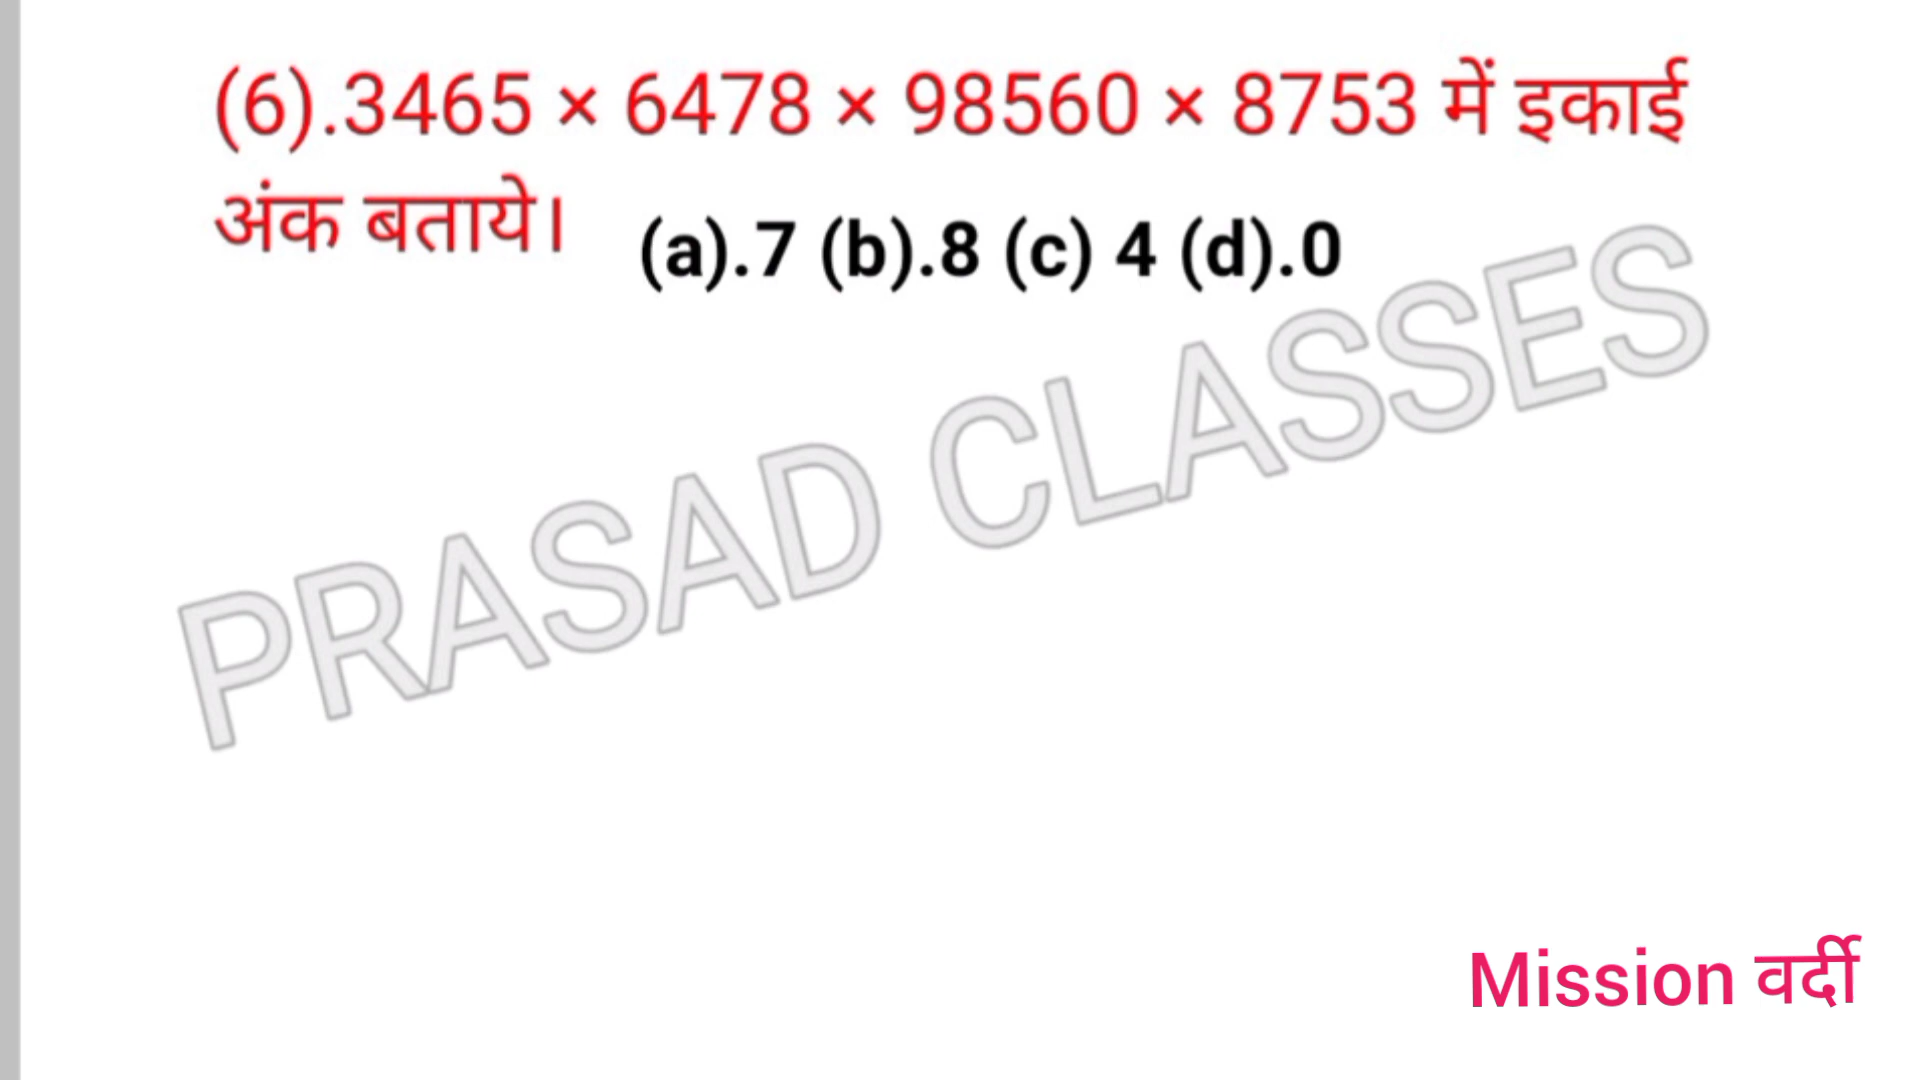 (6).3465 × 6478 × 98560 × 8753 में इकाई
अंक बताये।
(a).7 (b).8 (c) 4 (d).0
PRASAD CLASSES
Mission वर्दी